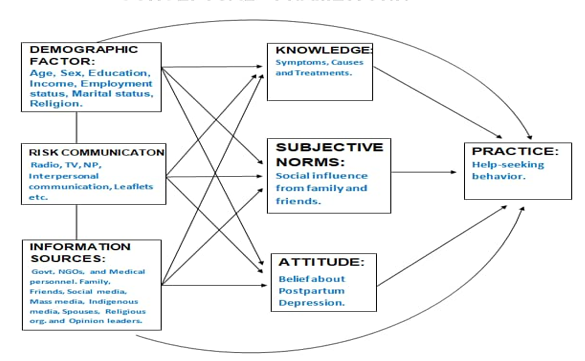 DEMOGRAPHIC
FACTOR:
Age, Sex, Education,
Income, Employment
status, Marital status,
Religion.
RISK COMMUNICATON
Radio, TV, NP,
Interpersonal
communication, Leaflets
etc.
INFORMATION
SOURCES:
Govt. NGOs, and Medical
personnel. Family,
Friends, Social media,
Mass media, Indigenous
media, Spouses, Religious
org. and Opinion leaders.
KNOWLEDGE:
Symptoms, Causes
and Treatments.
SUBJECTIVE
NORMS:
Social influence
from family and
friends.
ATTITUDE:
Belief about
Postpartum
Depression.
PRACTICE:
Help-seeking
behavior.